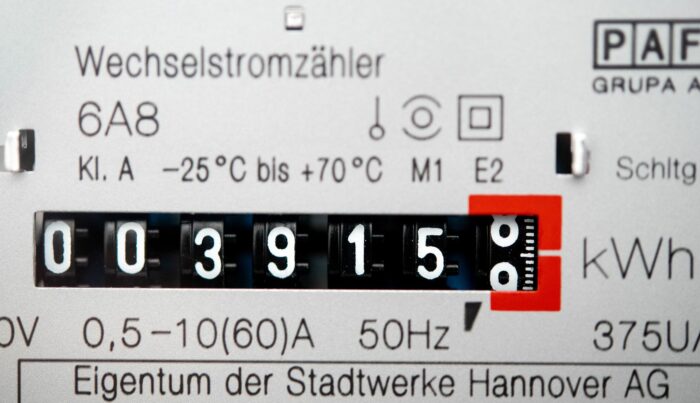 Wechselstromzähler
PAF
GRUPA A
6A8
Kl. A -25°C bis +70°C M1 E2
Schltg
0 0 3 9 1 5
kWh
0V 0,5-10(60)A 50Hz 375U/
Eigentum der Stadtwerke Hannover AG